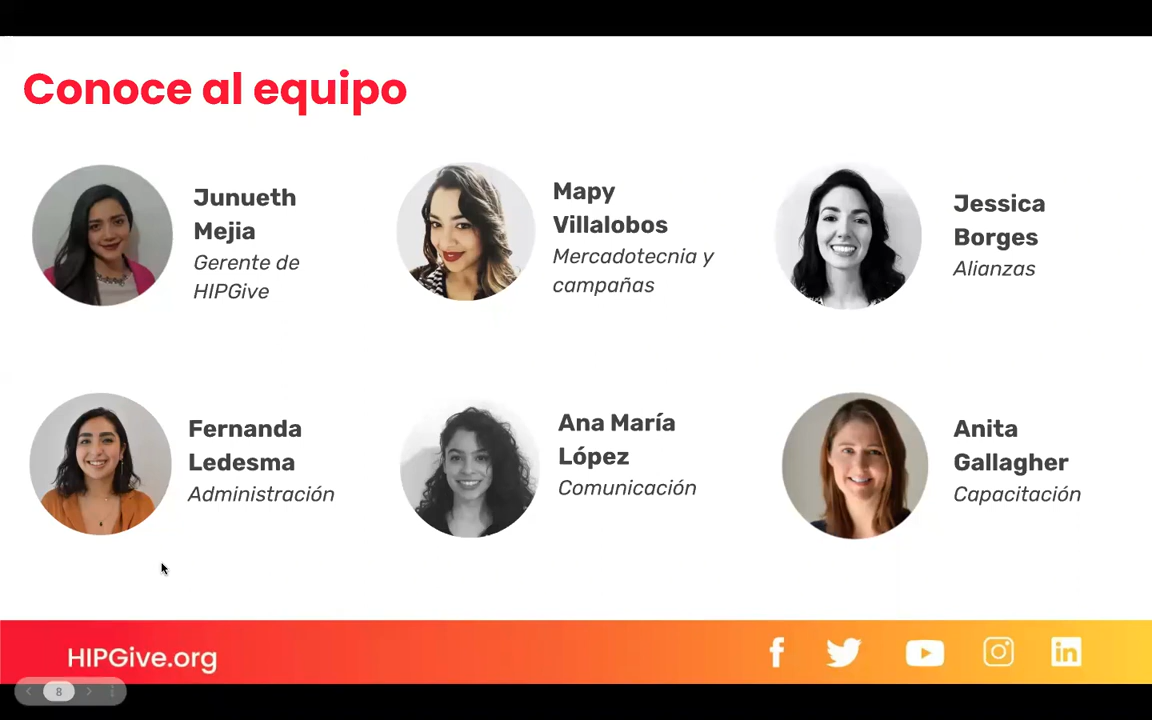 Conoce al equipo
Junueth
Mejia
Gerente de
HIPGive
Mapy
Villalobos
Mercadotecnia y
campañas
Jessica
Borges
Alianzas
Fernanda
Ledesma
Administración
Ana María
López
Comunicación
Anita
Gallagher
Capacitación
HIPGive.org
8